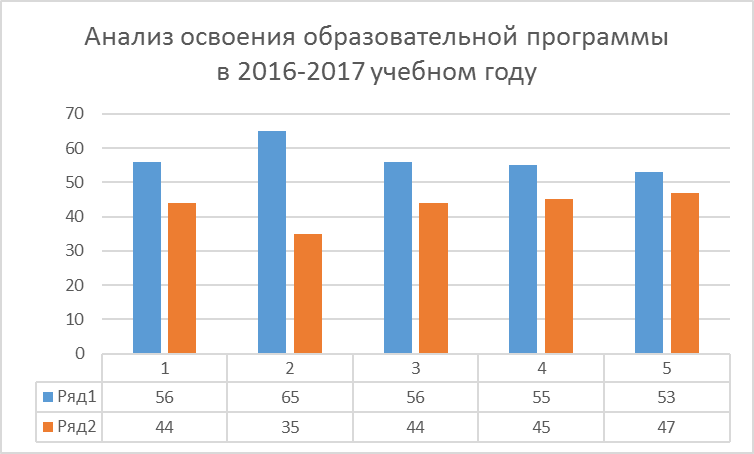 Анализ освоения образовательной программы
в 2016-2017 учебном году
70
60
50
40
30
20
10
0
1 2 3 4 5
Ряд1 56 65 56 55 53
Ряд2 44 35 44 45 47